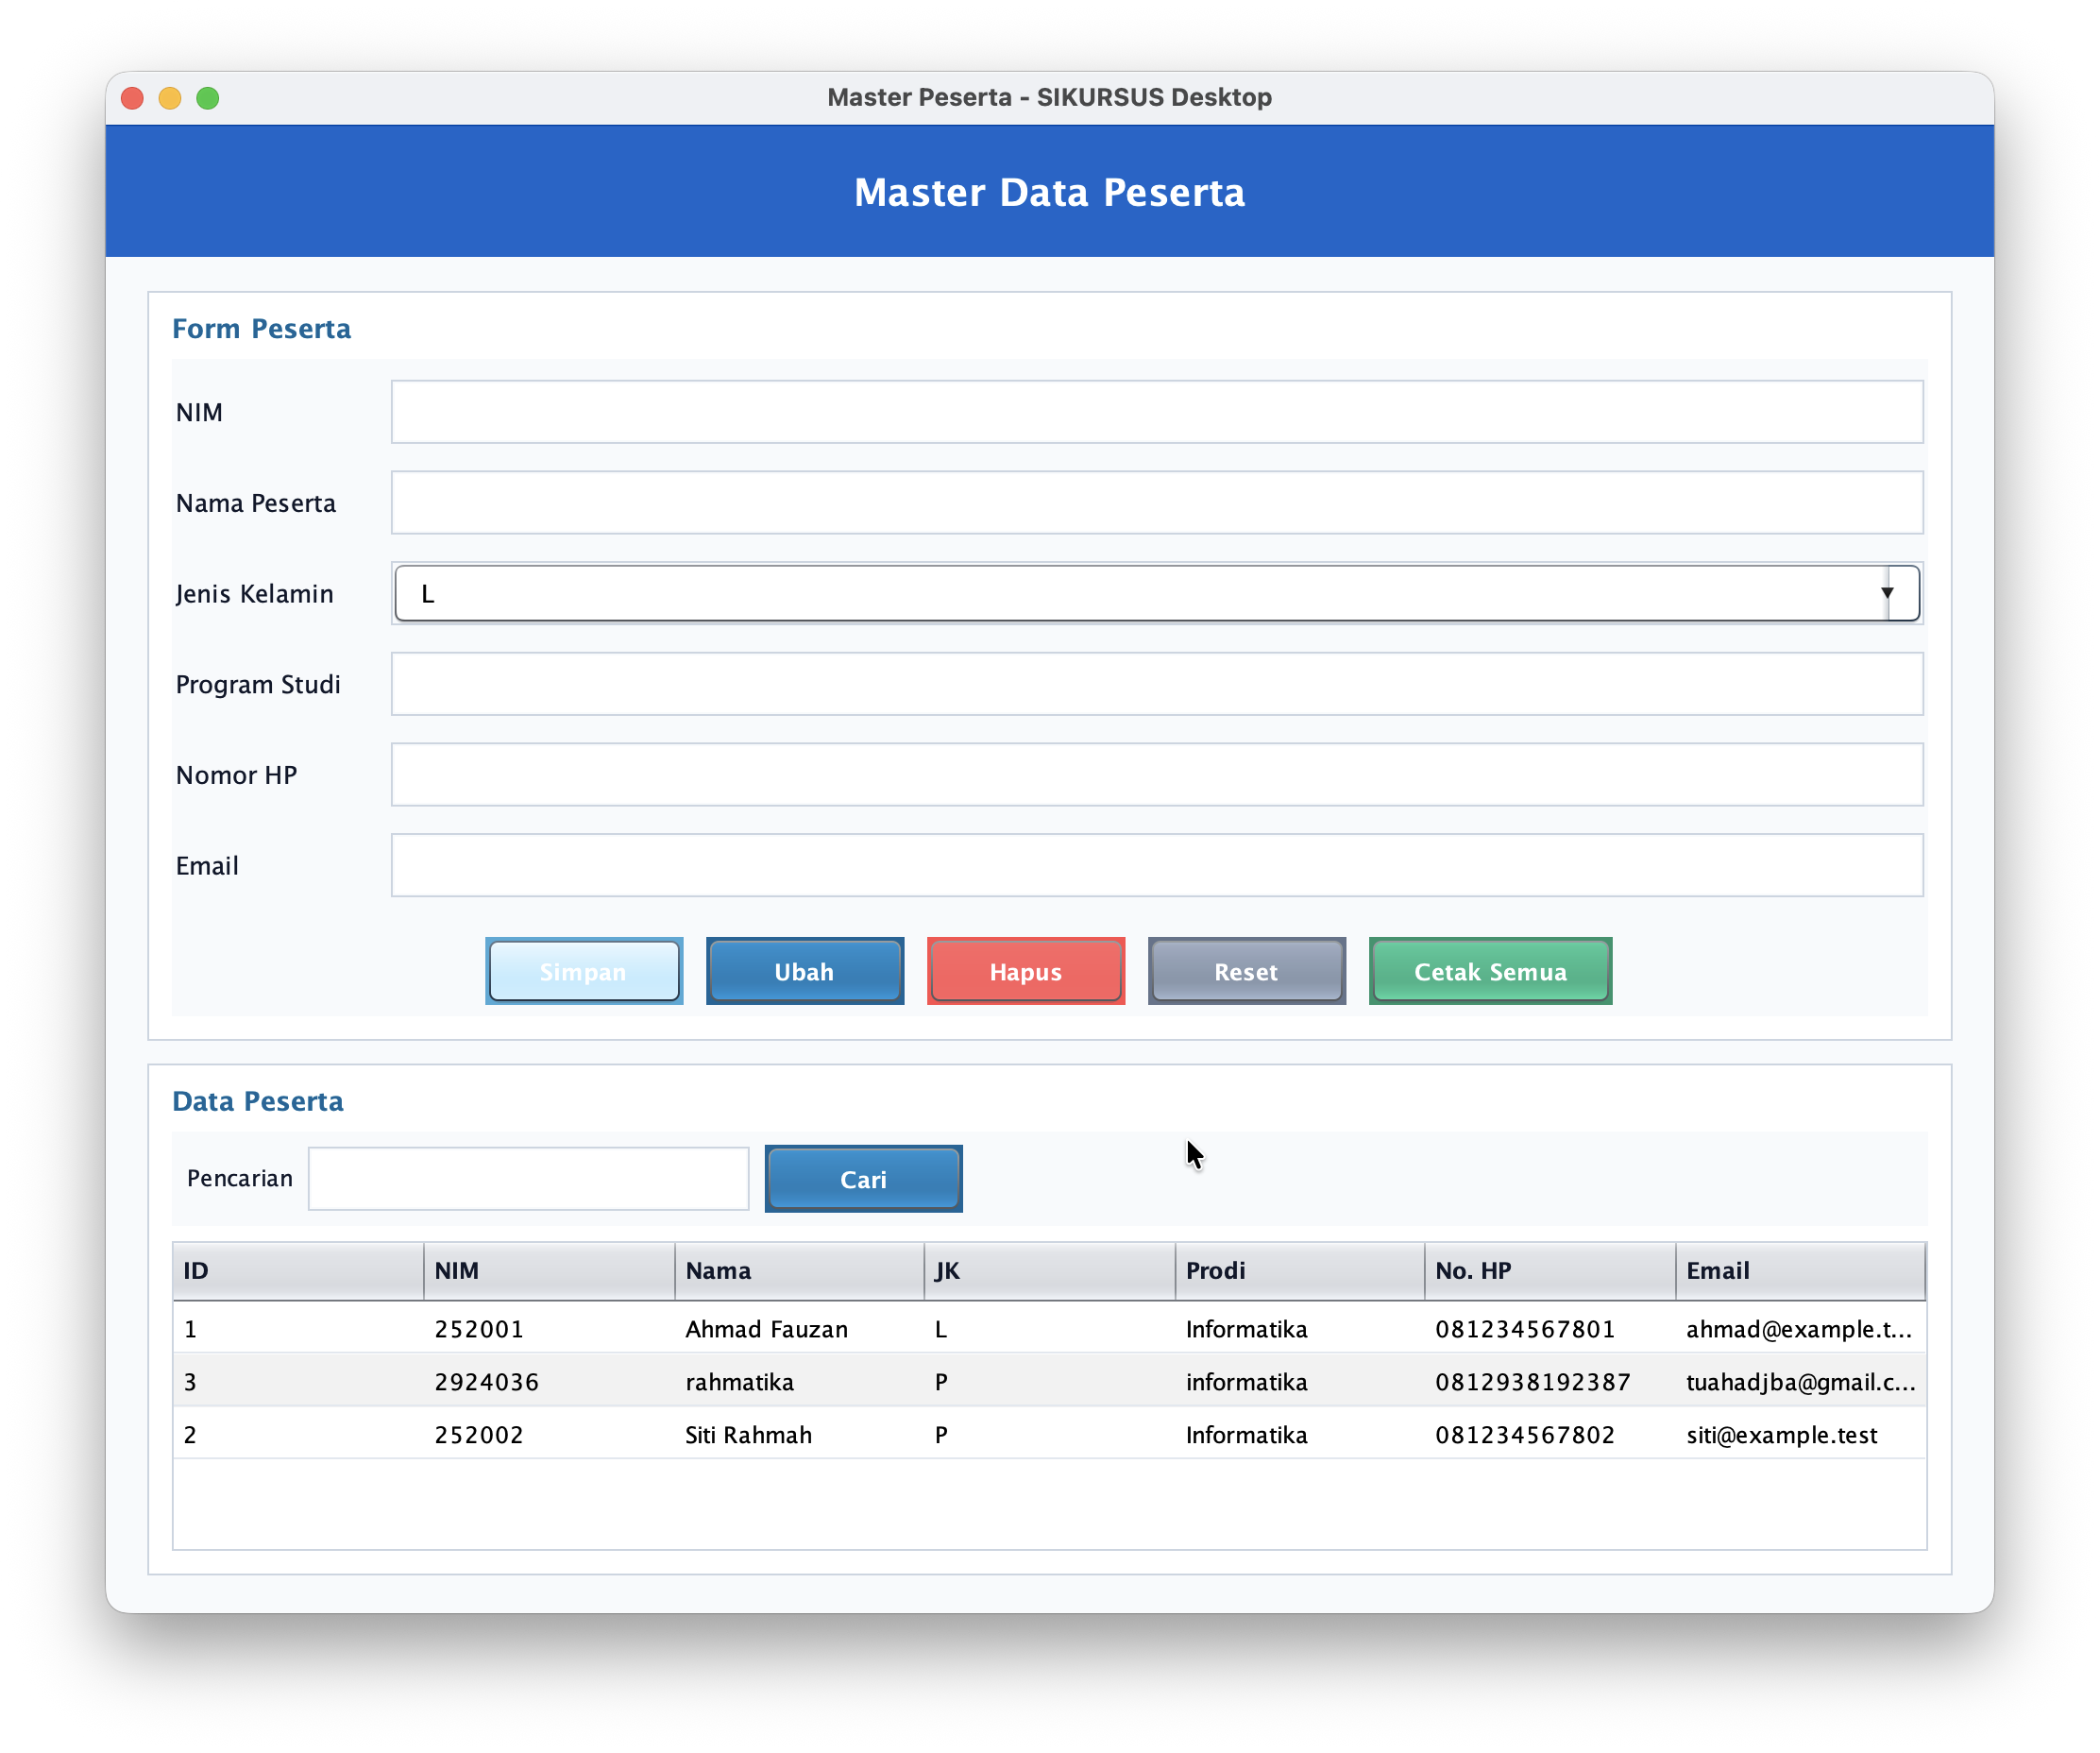 Master Peserta - SIKURSUS Desktop
Master Data Peserta
Form Peserta
NIM
Nama Peserta
Jenis Kelamin L
Program Studi
Nomor HP
Email
Simpan Ubah Hapus Reset Cetak Semua
Data Peserta
Pencarian Cari
ID NIM Nama JK Prodi No. HP Email
1 252001 Ahmad Fauzan L Informatika 081234567801 ahmad@example.t...
3 2924036 rahmatika P informatika 0812938192387 tuahadjba@gmail.c...
2 252002 Siti Rahmah P Informatika 081234567802 siti@example.test